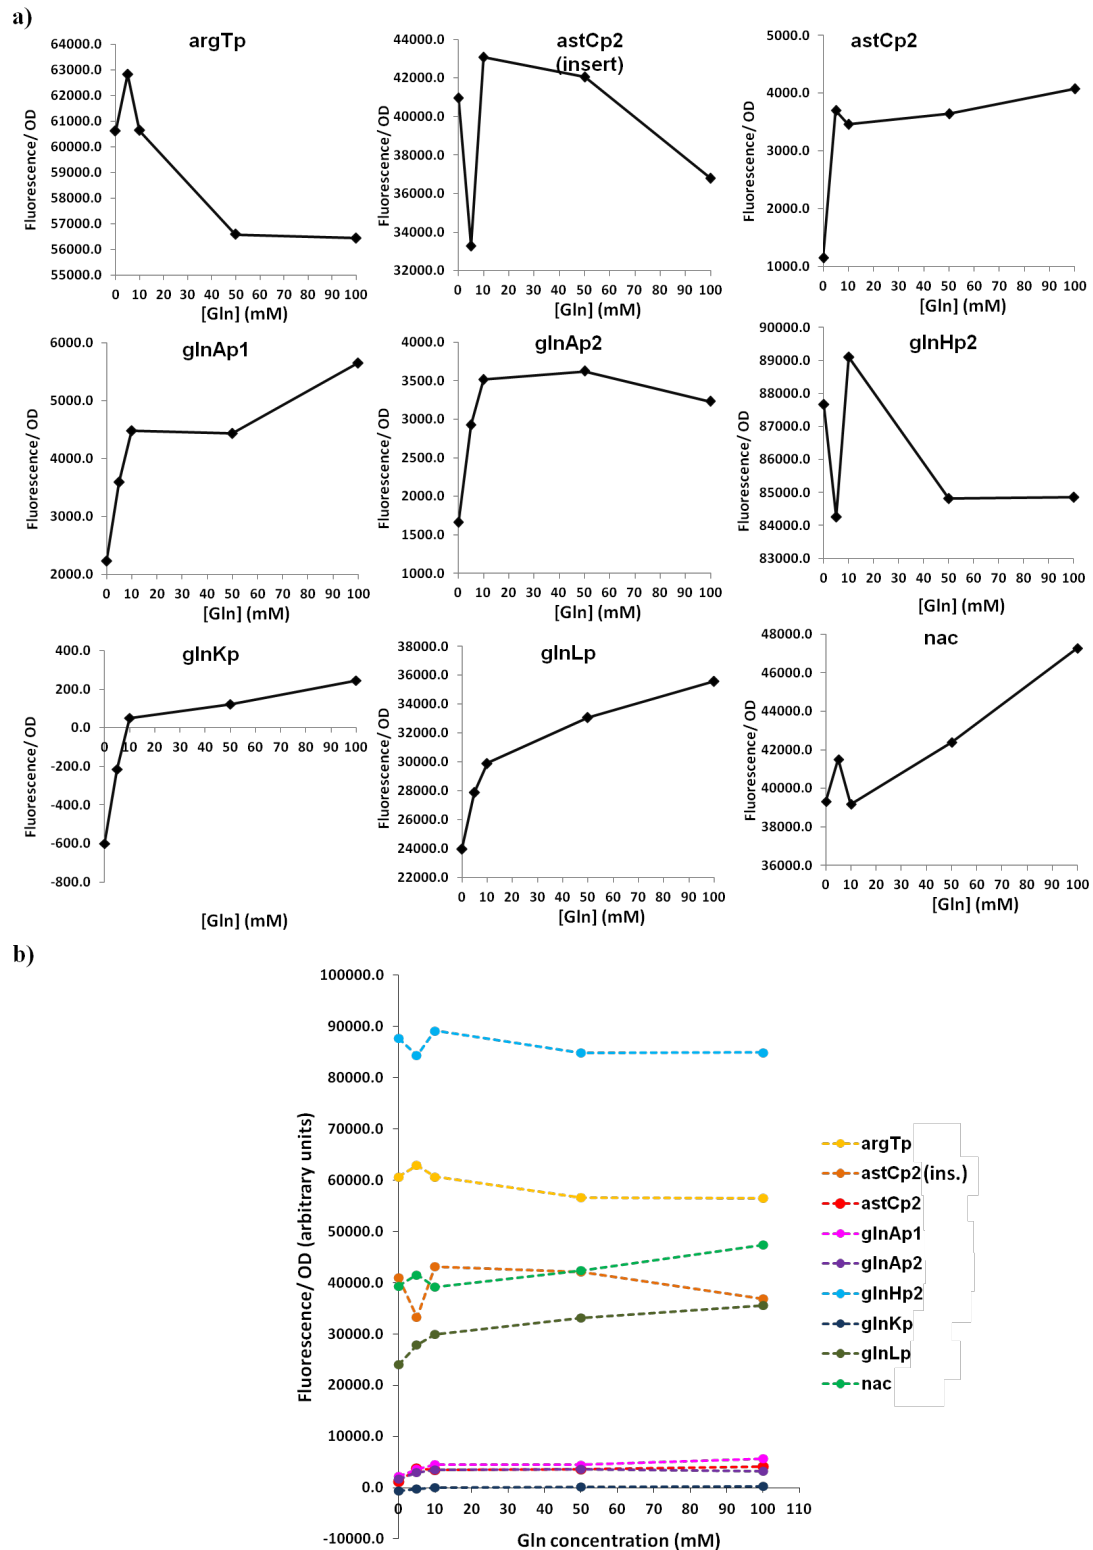 a)
argTp
Fluorescence/ OD
64000.0
63000.0
62000.0
61000.0
60000.0
59000.0
58000.0
57000.0
56000.0
55000.0
0 10 20 30 40 50 60 70 80 90 100
[Gln] (mM)
astCp2
(insert)
Fluorescence/ OD
44000.0
42000.0
40000.0
38000.0
36000.0
34000.0
32000.0
0 10 20 30 40 50 60 70 80 90 100
[Gln] (mM)
astCp2
Fluorescence/ OD
5000.0
4000.0
3000.0
2000.0
1000.0
0 10 20 30 40 50 60 70 80 90 100
[Gln] (mM)
glnAp1
Fluorescence/ OD
6000.0
5000.0
4000.0
3000.0
2000.0
0 10 20 30 40 50 60 70 80 90 100
[Gln] (mM)
glnAp2
Fluorescence/ OD
4000.0
3500.0
3000.0
2500.0
2000.0
1500.0
1000.0
0 10 20 30 40 50 60 70 80 90 100
[Gln] (mM)
glnHp2
Fluorescence/ OD
90000.0
89000.0
88000.0
87000.0
86000.0
85000.0
84000.0
83000.0
0 10 20 30 40 50 60 70 80 90 100
[Gln] (mM)
glnKp
Fluorescence/ OD
400.0
200.0
0.0
-200.0
-400.0
-600.0
-800.0
0 10 20 30 40 50 60 70 80 90 100
[Gln] (mM)
glnLp
Fluorescence/ OD
38000.0
36000.0
34000.0
32000.0
30000.0
28000.0
26000.0
24000.0
22000.0
0 10 20 30 40 50 60 70 80 90 100
[Gln] (mM)
nac
Fluorescence/ OD
48000.0
46000.0
44000.0
42000.0
40000.0
38000.0
36000.0
0 10 20 30 40 50 60 70 80 90 100
[Gln] (mM)
b)
Fluorescence/ OD (arbitrary units)
100000.0
90000.0
80000.0
70000.0
60000.0
50000.0
40000.0
30000.0
20000.0
10000.0
0.0
-10000.0
0 10 20 30 40 50 60 70 80 90 100 110
Gln concentration (mM)
argTp
astCp2 (ins.)
astCp2
glnAp1
glnAp2
glnHp2
glnKp
glnLp
nac